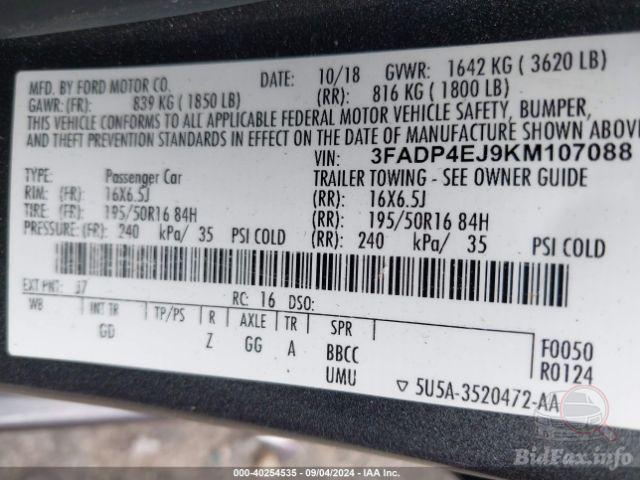 MFD. BY FORD MOTOR CO.
DATE: 10/18 GVWR: 1642 KG ( 3620 LB)
GAWR: (FR): 839 KG ( 1850 LB) (RR): 816 KG ( 1800 LB)
THIS VEHICLE CONFORMS TO ALL APPLICABLE FEDERAL MOTOR VEHICLE SAFETY, BUMPER,
AND THEFT PREVENTION STANDARDS IN EFFECT ON THE DATE OF MANUFACTURE SHOWN ABOVE
VIN: 3FADP4EJ9KM107088
TYPE: Passenger Car TRAILER TOWING - SEE OWNER GUIDE
RIM: (FR): 16X6.5J (RR): 16X6.5J
TIRE: (FR): 195/50R16 84H (RR): 195/50R16 84H
PRESSURE: (FR): 240 kPa/ 35 PSI COLD (RR): 240 kPa/ 35 PSI COLD
EXT PNT: J7 RC: 16 DSO:
WB INT TR TP/PS R AXLE TR SPR
GD Z GG A BBCC
UMU
F0050
R0124
▽ 5U5A-3520472-AA
BidFax.info
000-40254535 - 09/04/2024 - IAA Inc.